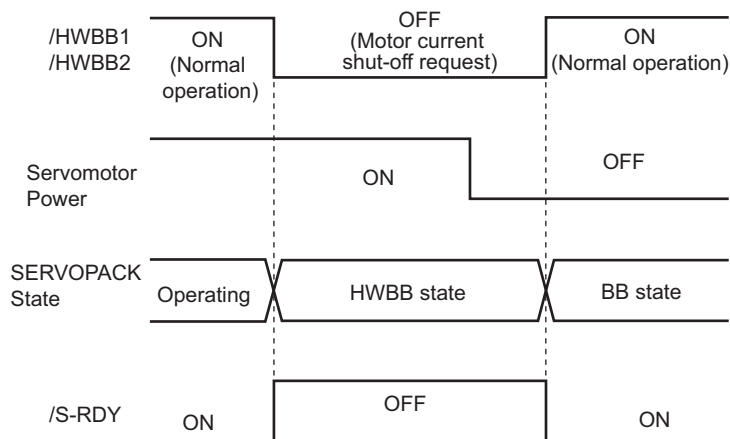 /HWBB1
/HWBB2
ON
(Normal
operation)
OFF
(Motor current
shut-off request)
ON
(Normal operation)
Servomotor
Power
ON
OFF
SERVOPACK
State
Operating
HWBB state
BB state
/S-RDY
ON
OFF
ON